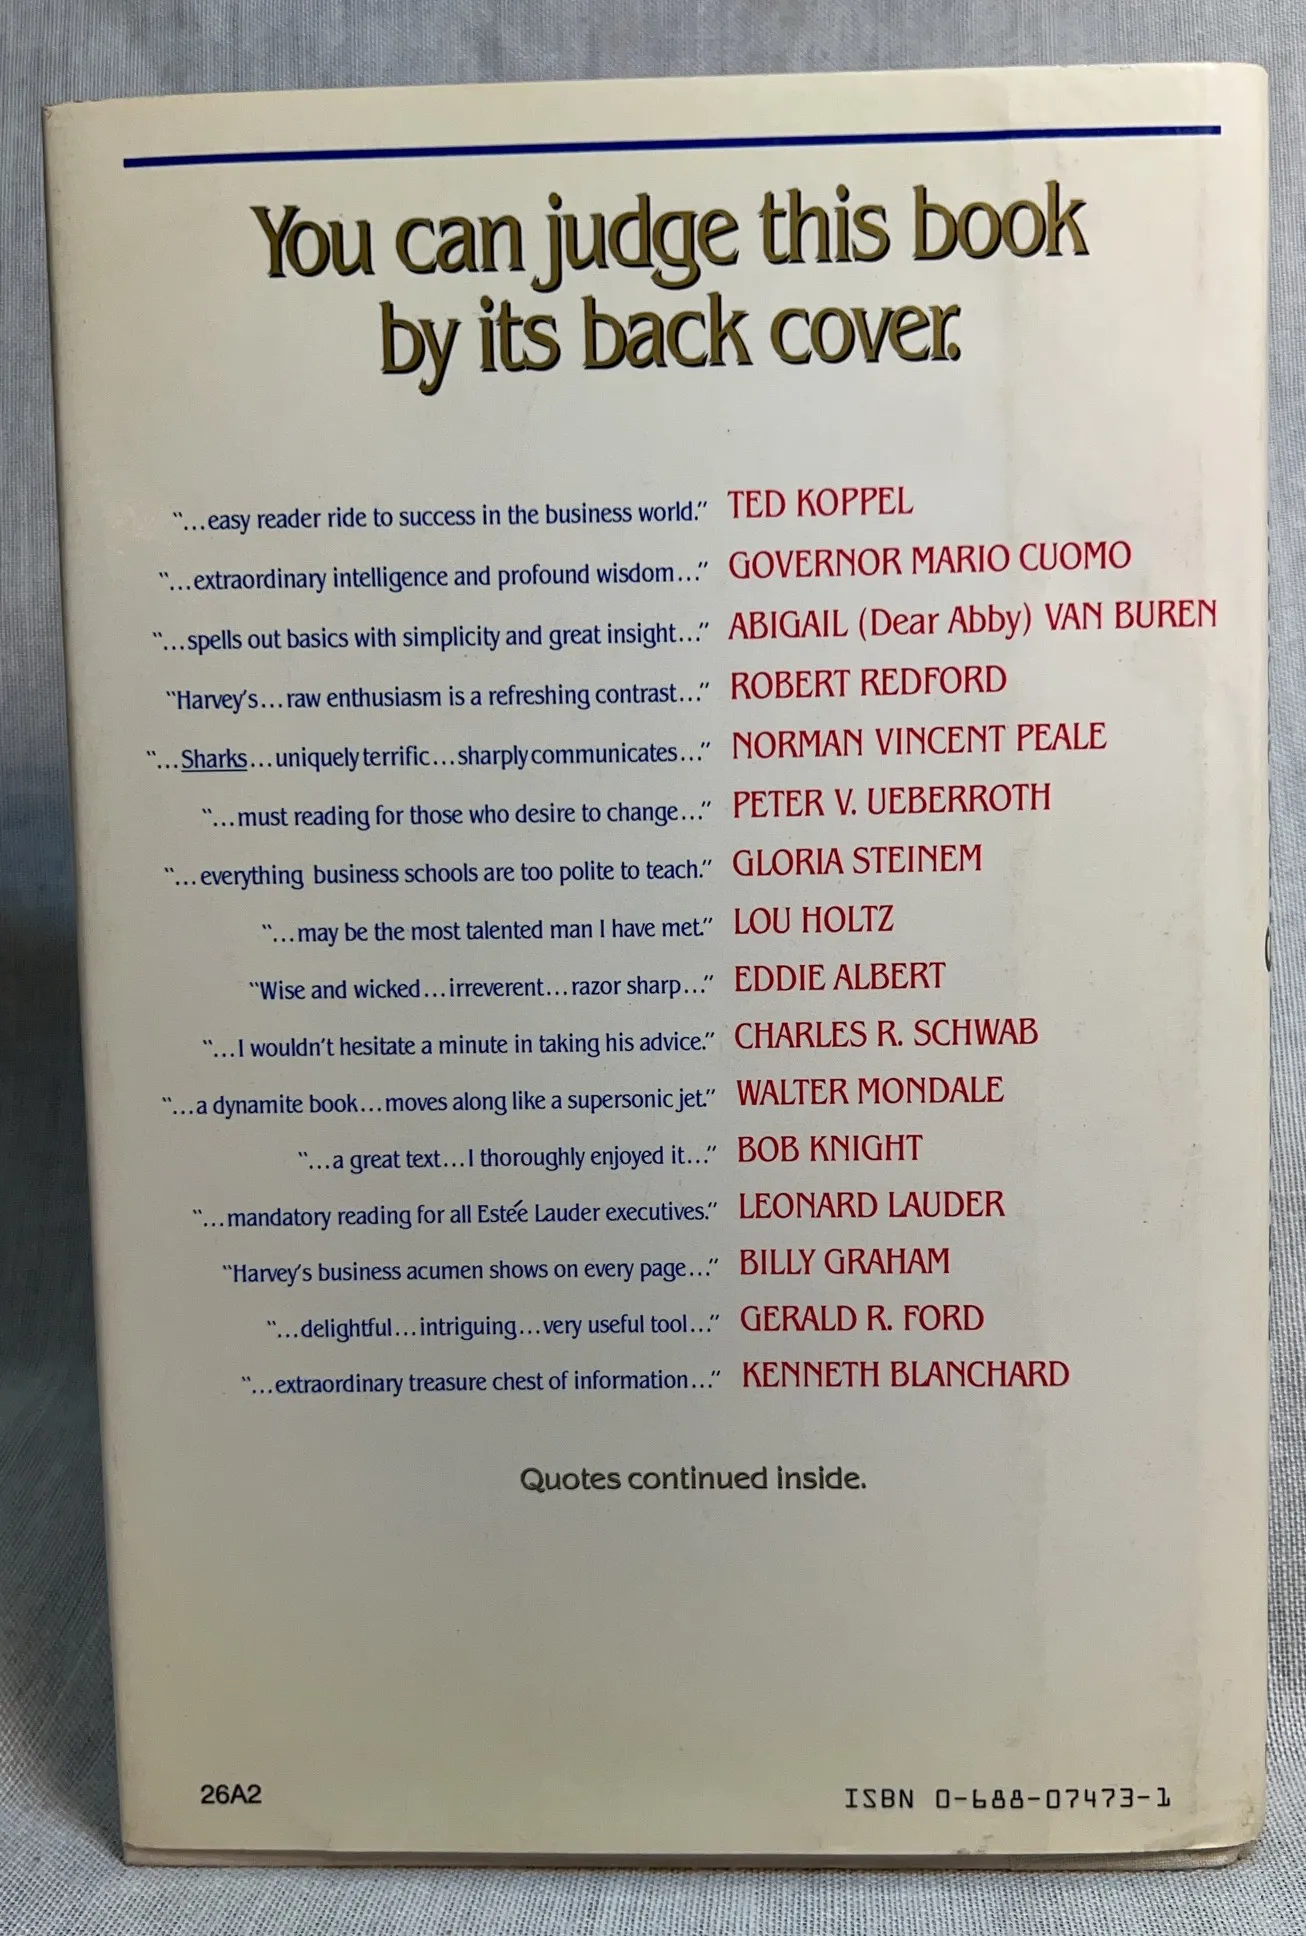 You can judge this book
by its back cover.
“...easy reader ride to success in the business world.” TED KOPPEL
“...extraordinary intelligence and profound wisdom...” GOVERNOR MARIO CUOMO
“...spells out basics with simplicity and great insight...” ABIGAIL (Dear Abby) VAN BUREN
“Harvey's...raw enthusiasm is a refreshing contrast...” ROBERT REDFORD
“...Sharks...uniquely terrific...sharply communicates...” NORMAN VINCENT PEALE
“...must reading for those who desire to change...” PETER V. UEBERROTH
“...everything business schools are too polite to teach.” GLORIA STEINEM
“...may be the most talented man I have met.” LOU HOLTZ
“Wise and wicked...irreverent...razor sharp...” EDDIE ALBERT
“...I wouldn't hesitate a minute in taking his advice.” CHARLES R. SCHWAB
“...a dynamite book...moves along like a supersonic jet.” WALTER MONDALE
“...a great text...I thoroughly enjoyed it...” BOB KNIGHT
“...mandatory reading for all Estée Lauder executives.” LEONARD LAUDER
“Harvey's business acumen shows on every page...” BILLY GRAHAM
“...delightful...intriguing...very useful tool...” GERALD R. FORD
“...extraordinary treasure chest of information...” KENNETH BLANCHARD
Quotes continued inside.
26A2 ISBN 0-688-07473-1